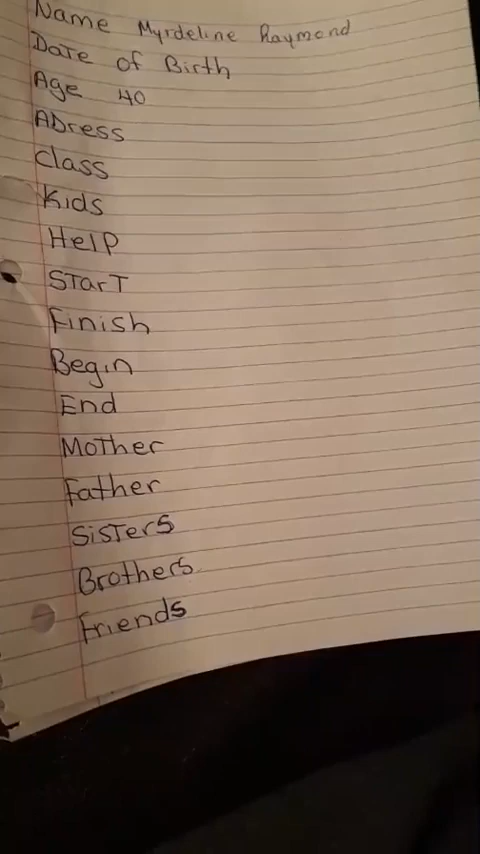 Name Myrdeline Raymond
Date of Birth
Age 40
ADress
Class
Kids
Help
STarT
Finish
Begin
End
MoTher
Father
SisTerS
Brothers
Friends